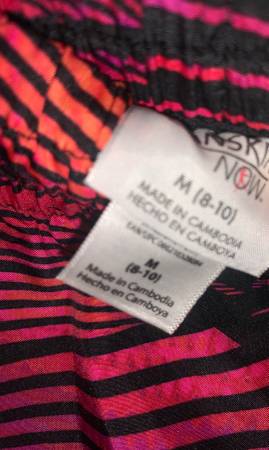 NOW.
M (8-10)
MADE IN CAMBODIA
HECHO EN CAMBOYA
M
(8-10)
Made in Cambodia
Hecho en Camboya